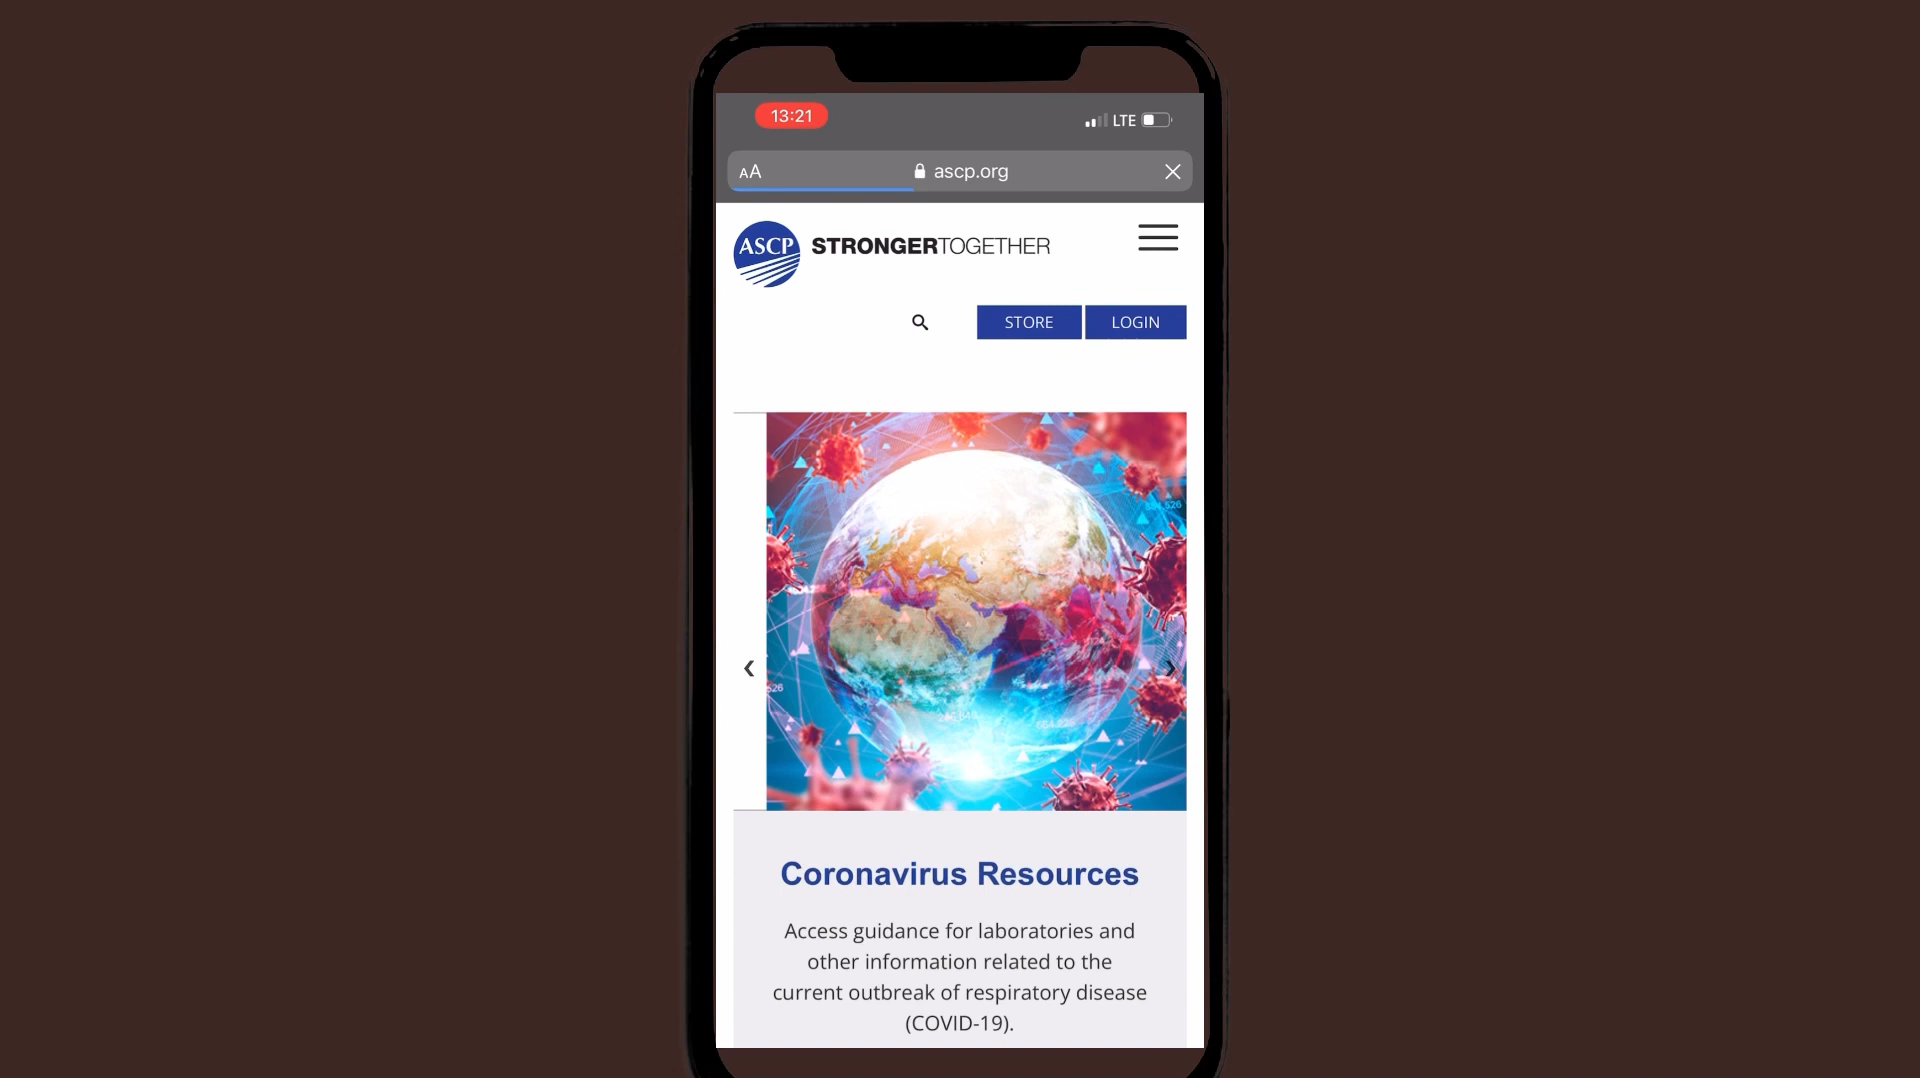 13:21
LTE
AA
ascp.org
ASCP
STRONGERTOGETHER
STORE
LOGIN
Coronavirus Resources
Access guidance for laboratories and
other information related to the
current outbreak of respiratory disease
(COVID-19).